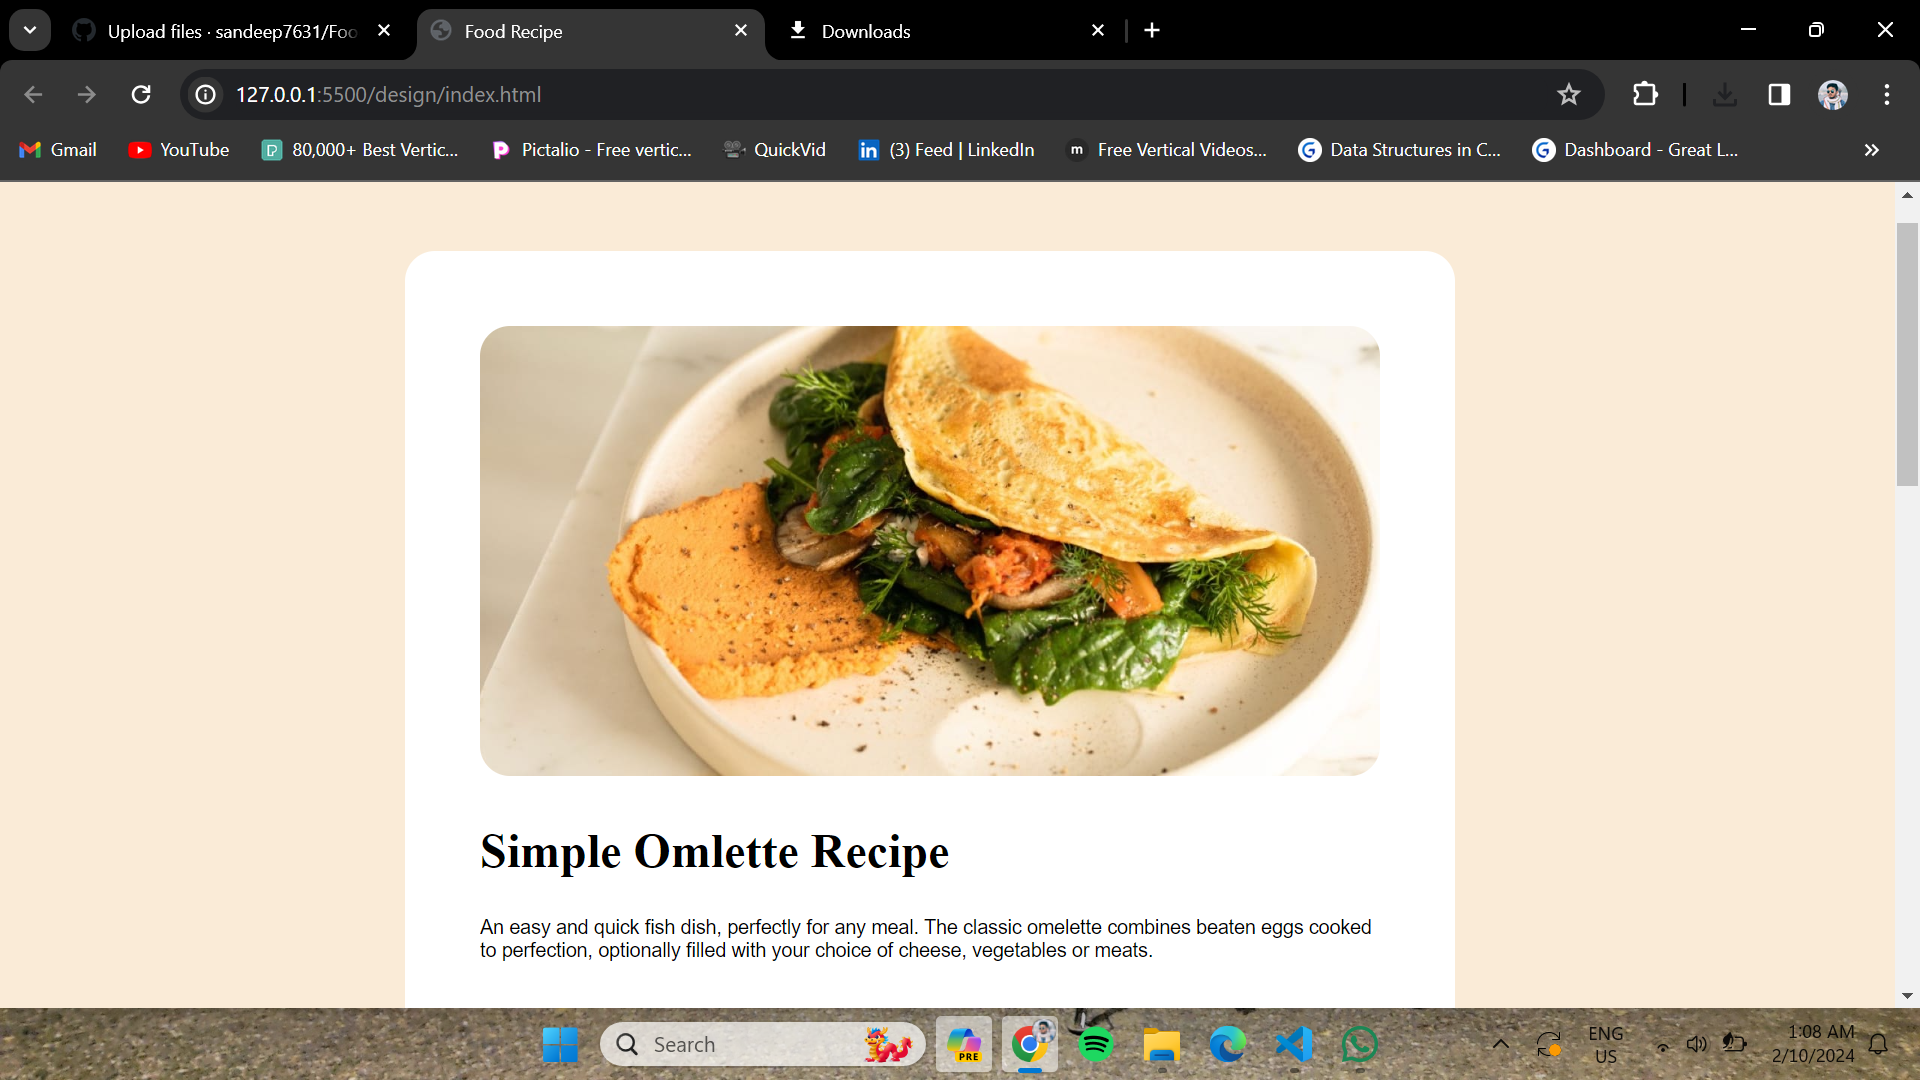 Upload files · sandeep7631/Foo
Food Recipe
Downloads
127.0.0.1:5500/design/index.html
Gmail
YouTube
80,000+ Best Vertic...
Pictalio - Free vertic...
QuickVid
(3) Feed | LinkedIn
m
Free Vertical Videos...
Data Structures in C...
Dashboard - Great L...
Simple Omlette Recipe
An easy and quick fish dish, perfectly for any meal. The classic omelette combines beaten eggs cooked
to perfection, optionally filled with your choice of cheese, vegetables or meats.
Search
PRE
ENG
US
1:08 AM
2/10/2024